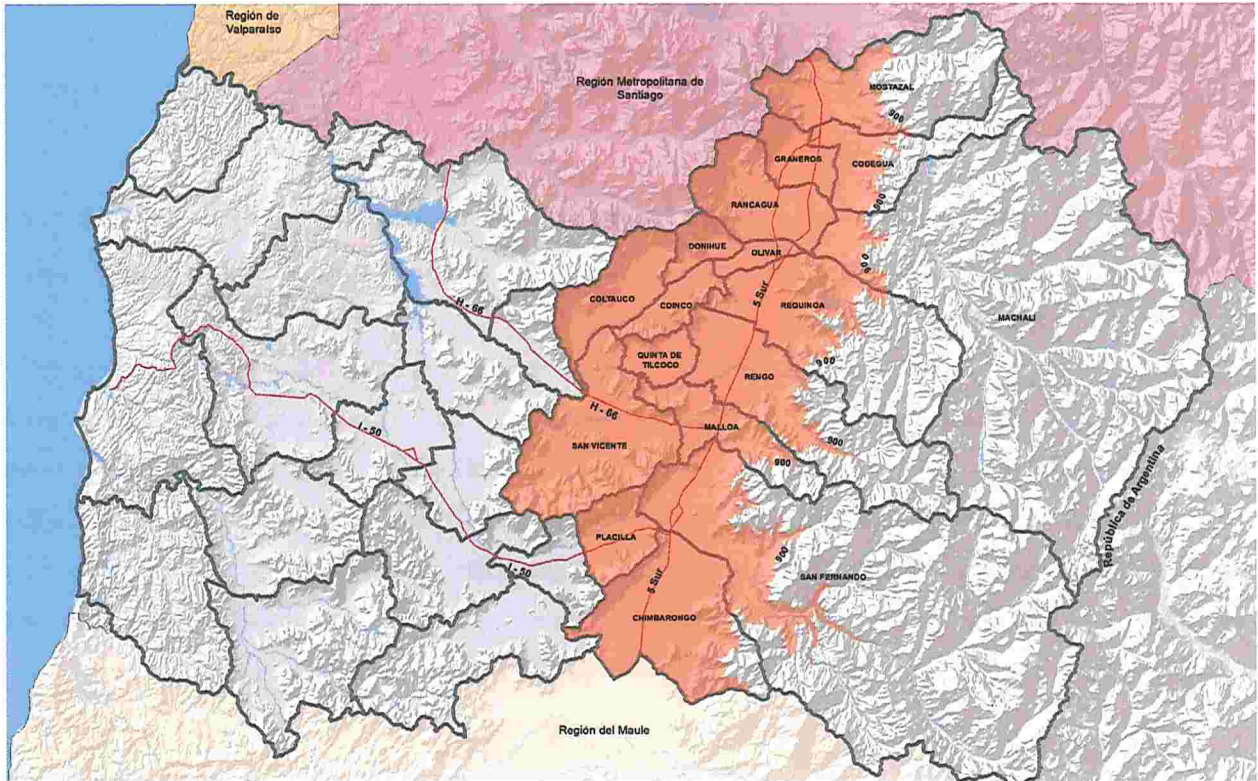 Región de
Valparaíso
Región Metropolitana de
Santiago
MOSTAZAL
900
GRANEROS
CODEGUA
900
RANCAGUA
DOÑIHUE
OLIVAR
900
COLTAUCO
COINCO
5 Sur
REQUINOA
MACHALI
H - 66
QUINTA DE
TILCOCO
RENGO
900
H - 66
MALLOA
900
SAN VICENTE
I - 50
900
República de Argentina
PLACILLA
900
I - 50
5 Sur
SAN FERNANDO
CHIMBARONGO
Región del Maule